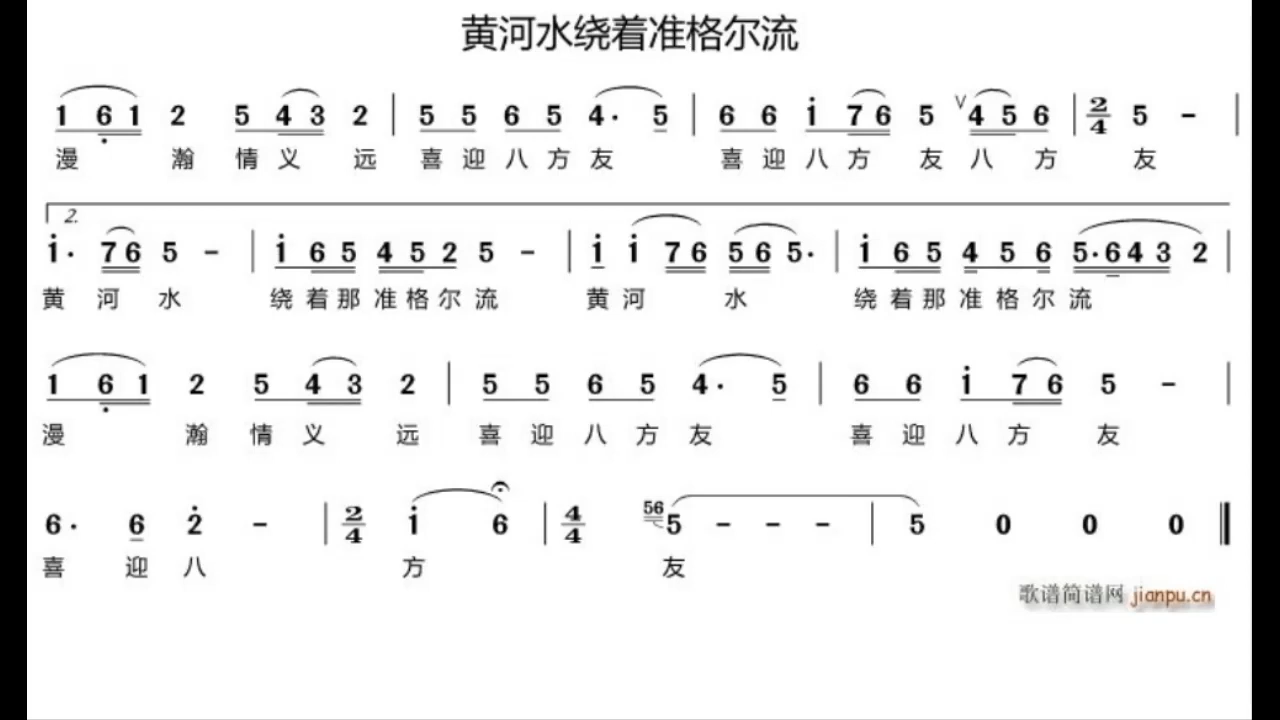 黄河水绕着准格尔流
1 6 1 2 5 4 3 2 | 5 5 6 5 4· 5 | 6 6 i 7 6 5 V 4 5 6 | 2/4 5 - |
漫 瀚 情 义 远 喜 迎 八 方 友 喜 迎 八 方 友 八 方 友
2.
i· 7 6 5 - | i 6 5 4 5 2 5 - | i i 7 6 5 6 5· | i 6 5 4 5 6 5·6 4 3 2 |
黄 河 水 绕 着 那 准 格 尔 流 黄 河 水 绕 着 那 准 格 尔 流
1 6 1 2 5 4 3 2 | 5 5 6 5 4· 5 | 6 6 i 7 6 5 - |
漫 瀚 情 义 远 喜 迎 八 方 友 喜 迎 八 方 友
6· 6 2 - | 2/4 i 6 | 4/4 56 5 - - - | 5 0 0 0
喜 迎 八 方 友
歌谱简谱网 jianpu.cn